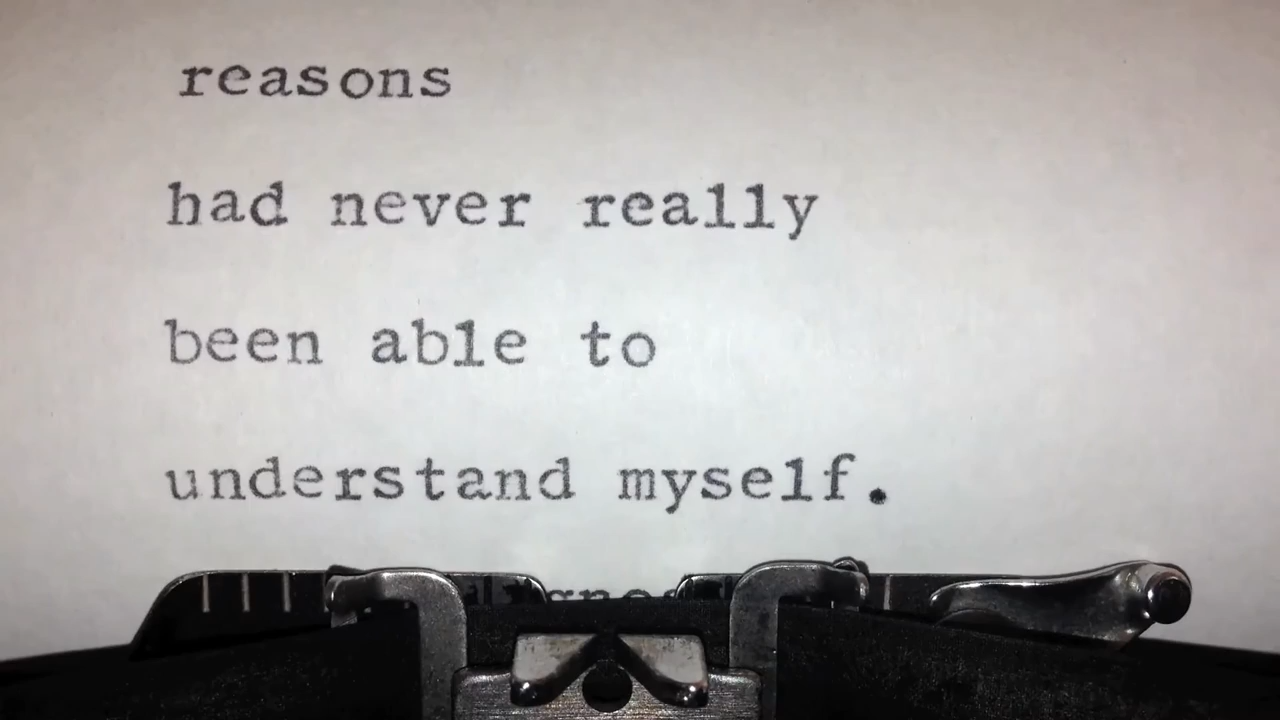 reasons
had never really
been able to
understand myself.